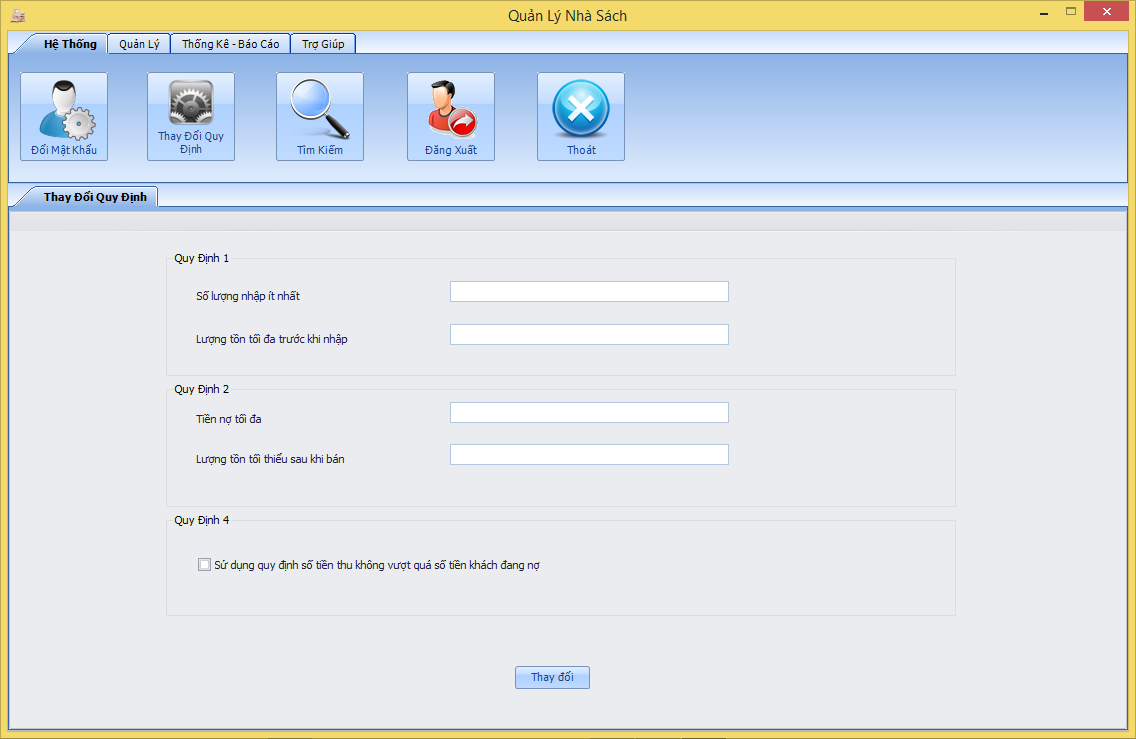 Quản Lý Nhà Sách
Hệ Thống
Quản Lý
Thống Kê - Báo Cáo
Trợ Giúp
Đổi Mật Khẩu
Thay Đổi Quy
Định
Tìm Kiếm
Đăng Xuất
Thoát
Thay Đổi Quy Định
Quy Định 1
Số lượng nhập ít nhất
Lượng tồn tối đa trước khi nhập
Quy Định 2
Tiền nợ tối đa
Lượng tồn tối thiểu sau khi bán
Quy Định 4
Sử dụng quy định số tiền thu không vượt quá số tiền khách đang nợ
Thay đổi